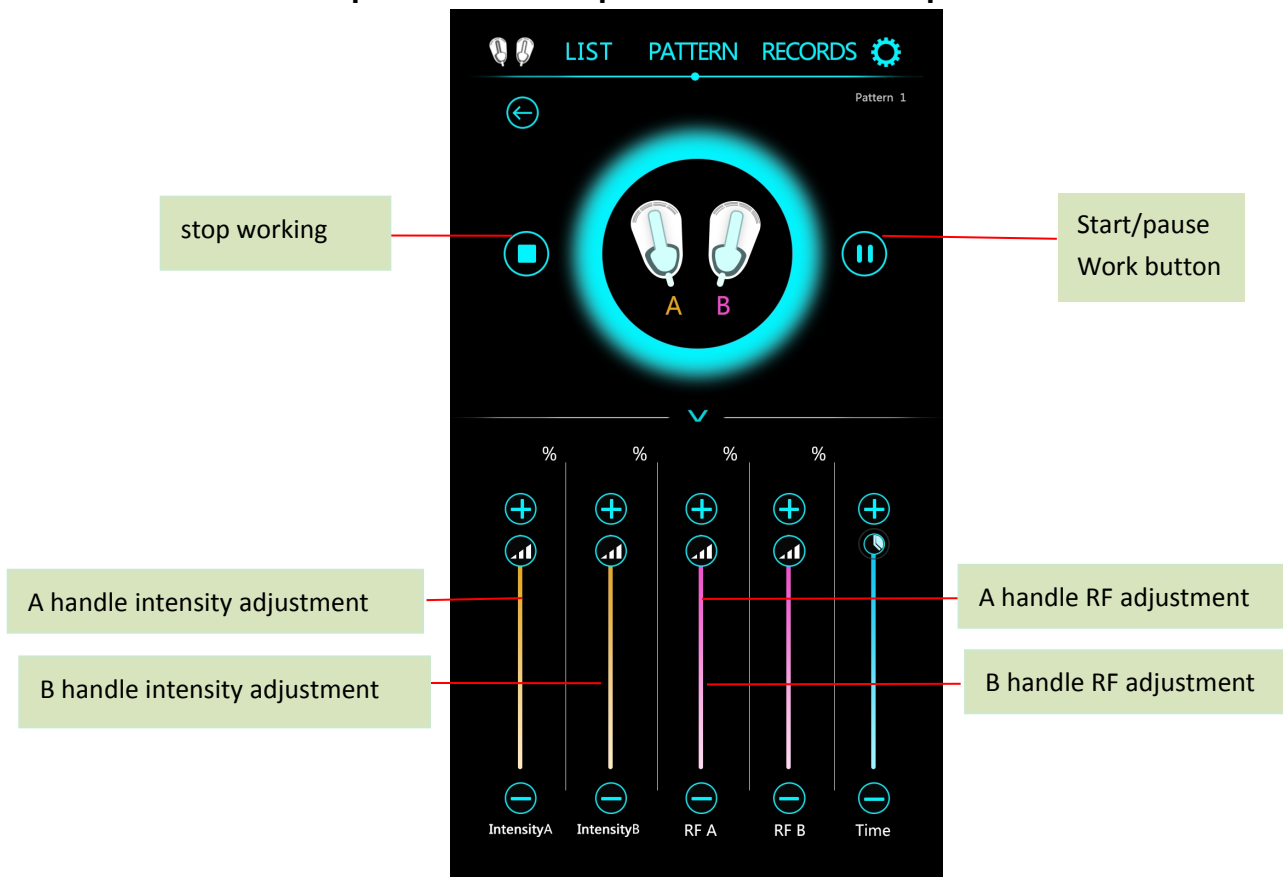 LIST PATTERN RECORDS
Pattern 1
stop working
Start/pause
Work button
A B
% % % %
A handle intensity adjustment
A handle RF adjustment
B handle intensity adjustment
B handle RF adjustment
IntensityA IntensityB RF A RF B Time